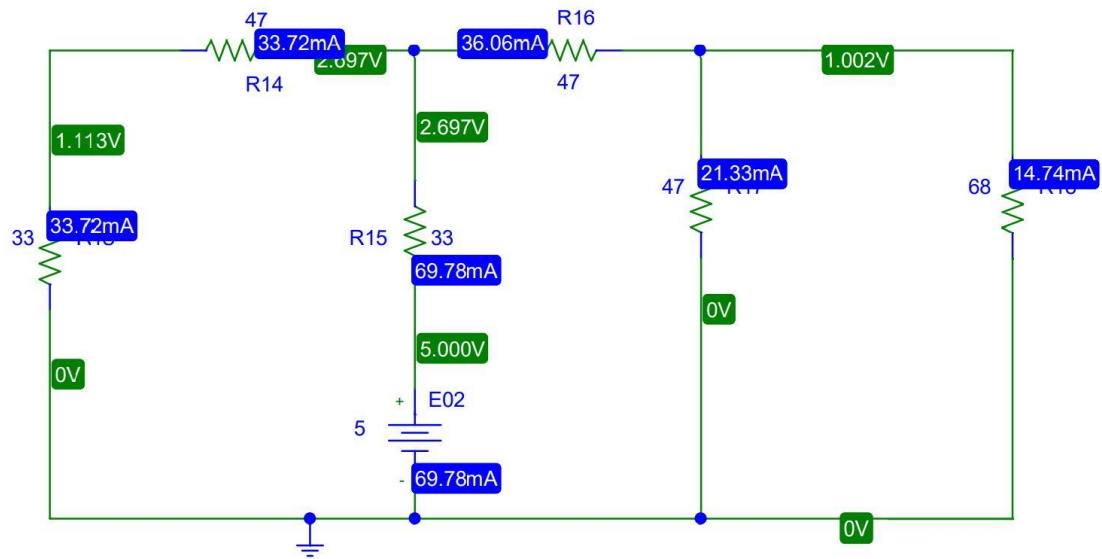 47
R16
33.72mA
36.06mA
2.697V
1.002V
R14
47
2.697V
1.113V
21.33mA
14.74mA
47
68
33.72mA
33
R15
33
69.78mA
0V
5.000V
0V
+
E02
5
-
69.78mA
0V